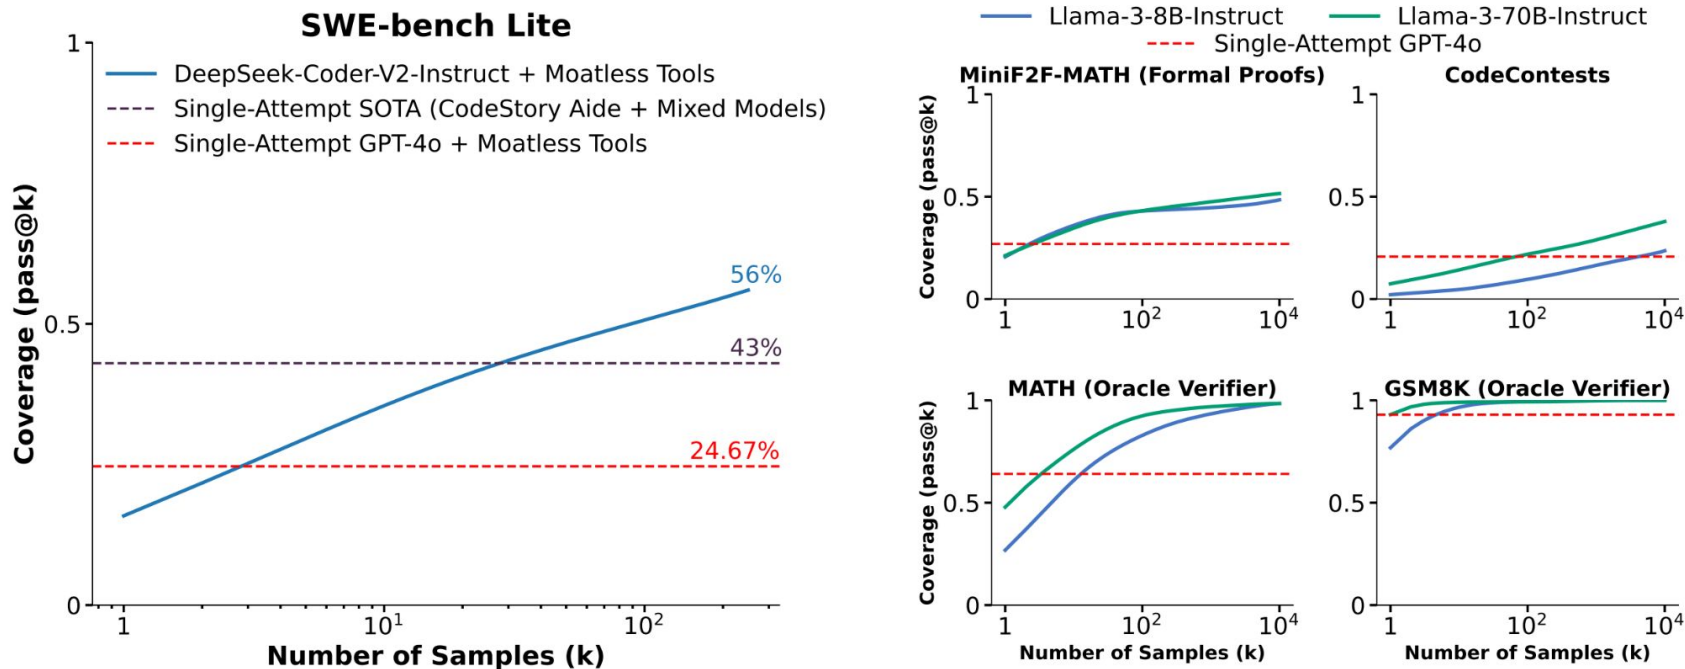 SWE-bench Lite
1
DeepSeek-Coder-V2-Instruct + Moatless Tools
Single-Attempt SOTA (CodeStory Aide + Mixed Models)
Single-Attempt GPT-4o + Moatless Tools
Coverage (pass@k)
56%
0.5
43%
24.67%
0
1
10¹
10²
Number of Samples (k)
Llama-3-8B-Instruct
Llama-3-70B-Instruct
Single-Attempt GPT-4o
MiniF2F-MATH (Formal Proofs)
Coverage (pass@k)
1
0.5
0
1
10²
10⁴
CodeContests
1
0.5
0
1
10²
10⁴
MATH (Oracle Verifier)
Coverage (pass@k)
1
0.5
0
1
10²
10⁴
Number of Samples (k)
GSM8K (Oracle Verifier)
1
0.5
0
1
10²
10⁴
Number of Samples (k)